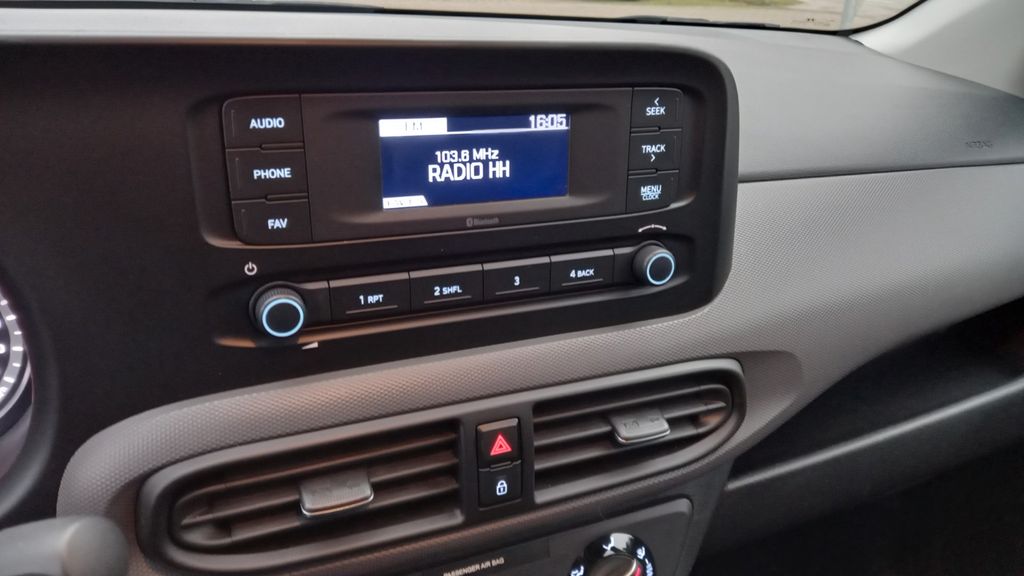 AUDIO
PHONE
FAV
FM
16:05
103.6 MHz
RADIO HH
Bluetooth
SEEK
TRACK
MENU
CLOCK
1 RPT
2 SHFL
3
4 BACK
PASSENGER AIR BAG